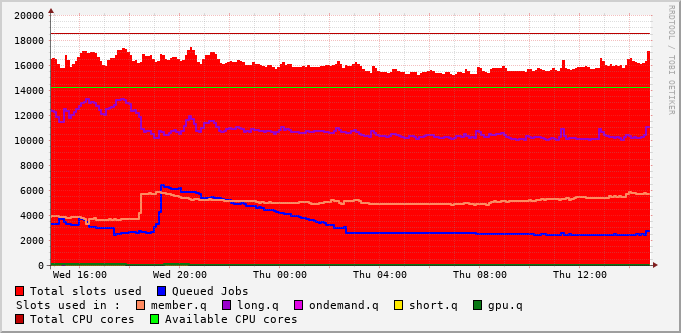 20000
18000
16000
14000
12000
10000
8000
6000
4000
2000
0
Wed 16:00 Wed 20:00 Thu 00:00 Thu 04:00 Thu 08:00 Thu 12:00
Total slots used Queued Jobs
Slots used in : member.q long.q ondemand.q short.q gpu.q
Total CPU cores Available CPU cores
RRDTOOL / TOBI OETIKER